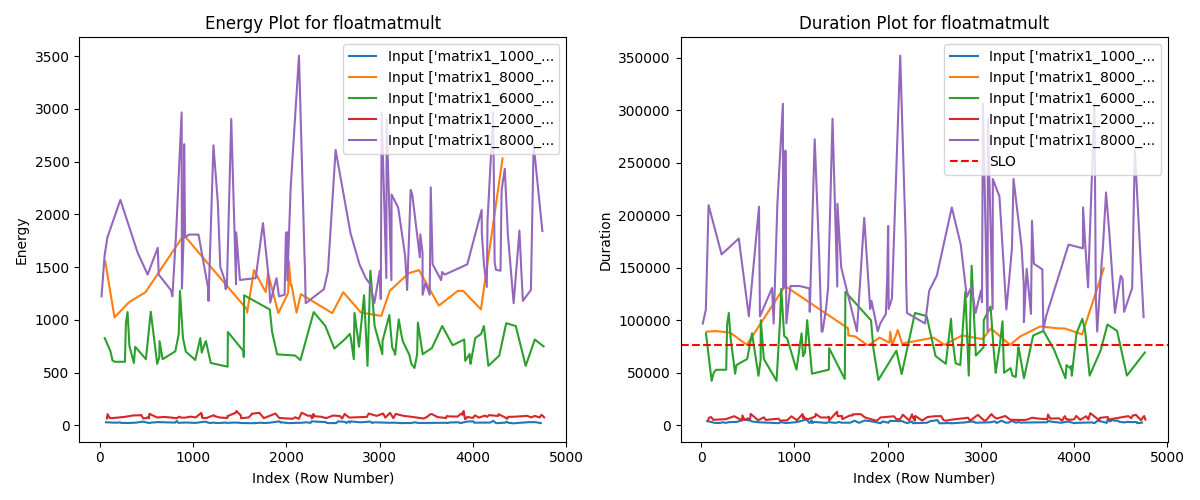 Energy Plot for floatmatmult
3500
3000
2500
2000
1500
1000
500
0
Energy
0 1000 2000 3000 4000 5000
Index (Row Number)
Input ['matrix1_1000_...
Input ['matrix1_8000_...
Input ['matrix1_6000_...
Input ['matrix1_2000_...
Input ['matrix1_8000_...
Duration Plot for floatmatmult
350000
300000
250000
200000
150000
100000
50000
0
Duration
0 1000 2000 3000 4000 5000
Index (Row Number)
Input ['matrix1_1000_...
Input ['matrix1_8000_...
Input ['matrix1_6000_...
Input ['matrix1_2000_...
Input ['matrix1_8000_...
SLO